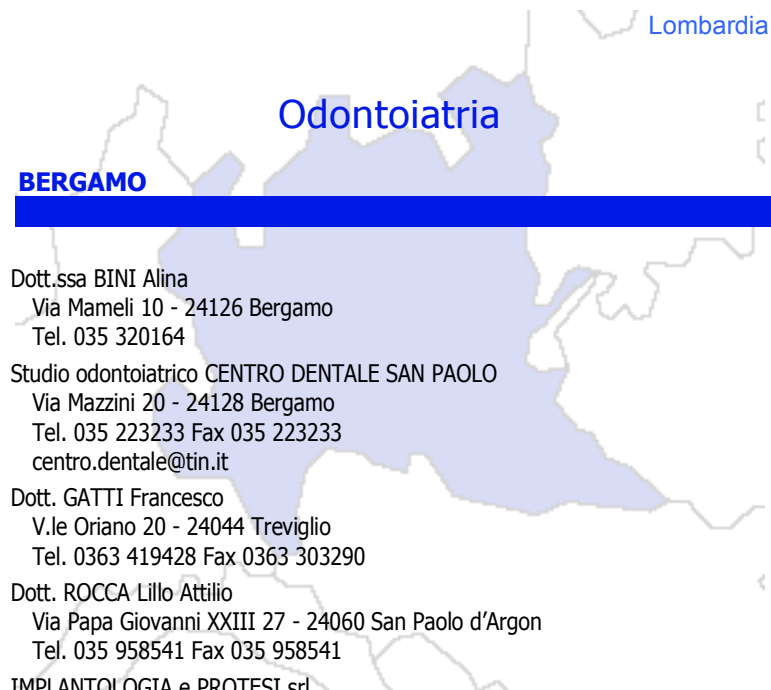 Lombardia
Odontoiatria
BERGAMO
Dott.ssa BINI Alina
Via Mameli 10 - 24126 Bergamo
Tel. 035 320164
Studio odontoiatrico CENTRO DENTALE SAN PAOLO
Via Mazzini 20 - 24128 Bergamo
Tel. 035 223233 Fax 035 223233
centro.dentale@tin.it
Dott. GATTI Francesco
V.le Oriano 20 - 24044 Treviglio
Tel. 0363 419428 Fax 0363 303290
Dott. ROCCA Lillo Attilio
Via Papa Giovanni XXIII 27 - 24060 San Paolo d’Argon
Tel. 035 958541 Fax 035 958541
IMPLANTOLOGIA e PROTESI srl